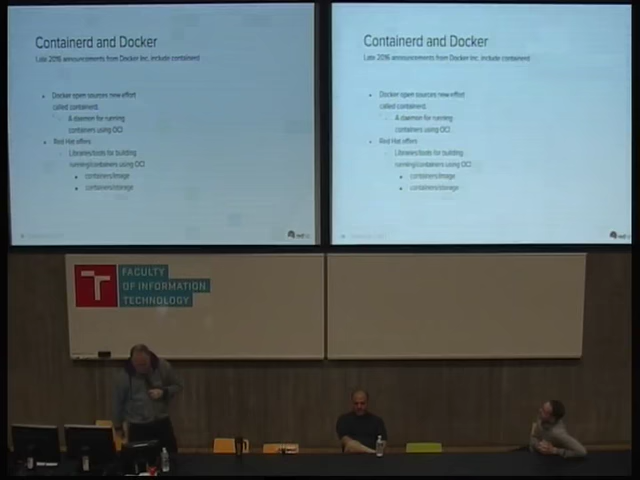 Containerd and Docker
Late 2016 announcements from Docker Inc. include containerd
Docker open sources new effort
called containerd.
A daemon for running
containers using OCI
Red Hat offers
Libraries/tools for building
running/containers using OCI
containers/image
containers/storage
Containerd and Docker
Late 2016 announcements from Docker Inc. include containerd
Docker open sources new effort
called containerd.
A daemon for running
containers using OCI
Red Hat offers
Libraries/tools for building
running/containers using OCI
containers/image
containers/storage
FACULTY
OF INFORMATION
TECHNOLOGY